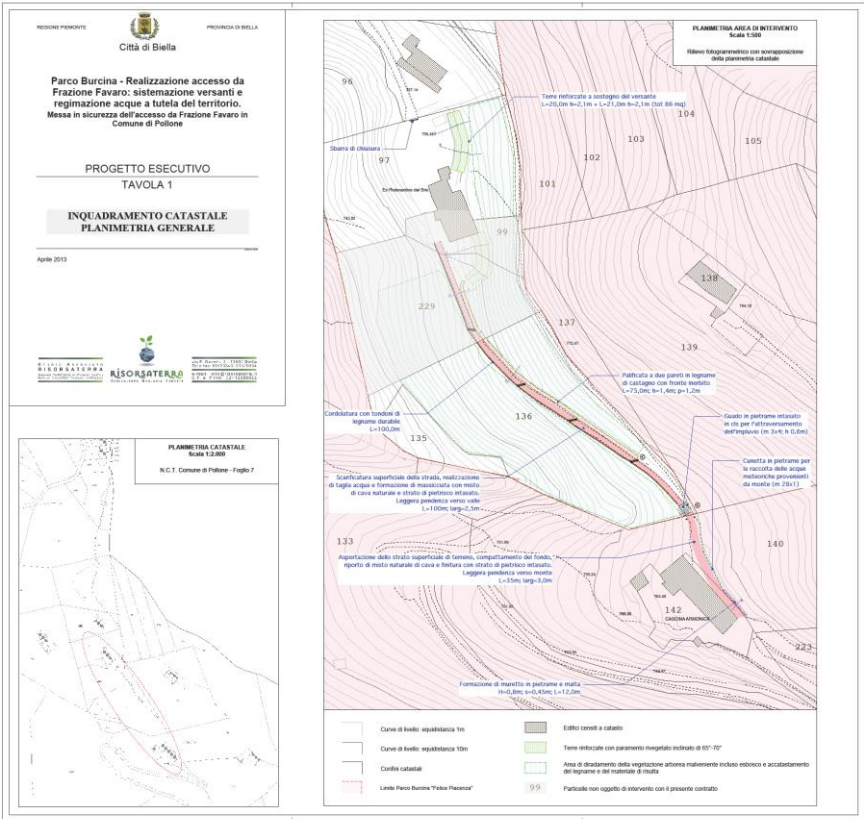 REGIONE PIEMONTE
PROVINCIA DI BIELLA
Città di Biella
Parco Burcina - Realizzazione accesso da
Frazione Favaro: sistemazione versanti e
regimazione acque a tutela del territorio.
Messa in sicurezza dell'accesso da Frazione Favaro in
Comune di Pollone
PROGETTO ESECUTIVO
TAVOLA 1
INQUADRAMENTO CATASTALE
PLANIMETRIA GENERALE
Aprile 2013
RISORSATERRA
RISORSATERRA
PLANIMETRIA CATASTALE
Scala 1:2.000
N.C.T. Comune di Pollone - Foglio 7
PLANIMETRIA AREA DI INTERVENTO
Scala 1:500
Rilievo fotogrammetrico con sovrapposizione
della planimetria catastale
96
Terre rinforzate a sostegno del versante
L=20,0m h=2,1m + L=21,0m h=2,1m (tot 86 mq)
104
103
105
102
101
Sbarra di chiusura
97
99
229
138
137
139
Palificata a due pareti in legname
di castagno con fronte inerbito
L=75,0m; h=1,4m; p=1,2m
136
Cordolatura con tondoni di
legname durabile
L=100,0m
135
Guado in pietrame intasato
in cls per l'attraversamento
dell'impluvio (m 3x4; h 0,6m)
Cunetta in pietrame per
la raccolta delle acque
meteoriche provenienti
da monte (m 28x1)
Scarificatura superficiale della strada, realizzazione
di taglia acqua e formazione di massicciata con misto
di cava naturale e strato di pietrisco intasato.
Leggera pendenza verso valle
L=100m; larg=2,5m
133
140
Asportazione dello strato superficiale di terreno, compattamento del fondo,
riporto di misto naturale di cava e finitura con strato di pietrisco intasato.
Leggera pendenza verso monte
L=35m; larg=3,0m
142
CASCINA ARMONICA
223
Formazione di muretto in pietrame e malta
H=0,8m; s=0,45m; L=12,0m
Curve di livello: equidistanza 1m
Curve di livello: equidistanza 10m
Confini catastali
Limite Parco Burcina "Felice Piacenza"
Edifici censiti a catasto
Terre rinforzate con paramento rivegetato inclinato di 65°-70°
Area di diradamento della vegetazione arborea malveniente incluso esbosco e accatastamento
del legname e del materiale di risulta
99
Particelle non oggetto di intervento con il presente contratto